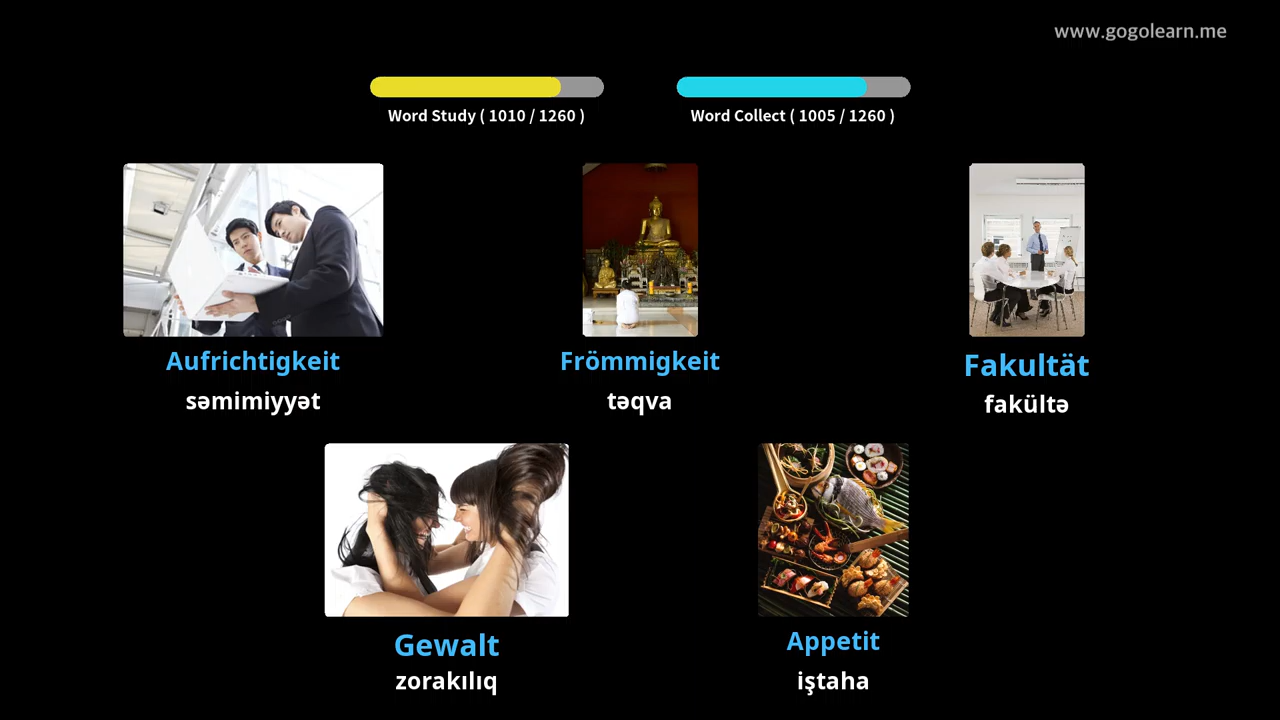 www.gogolearn.me
Word Study ( 1010 / 1260 )
Word Collect ( 1005 / 1260 )
Aufrichtigkeit
səmimiyyət
Frömmigkeit
təqva
Fakultät
fakültə
Gewalt
zorakılıq
Appetit
iştaha